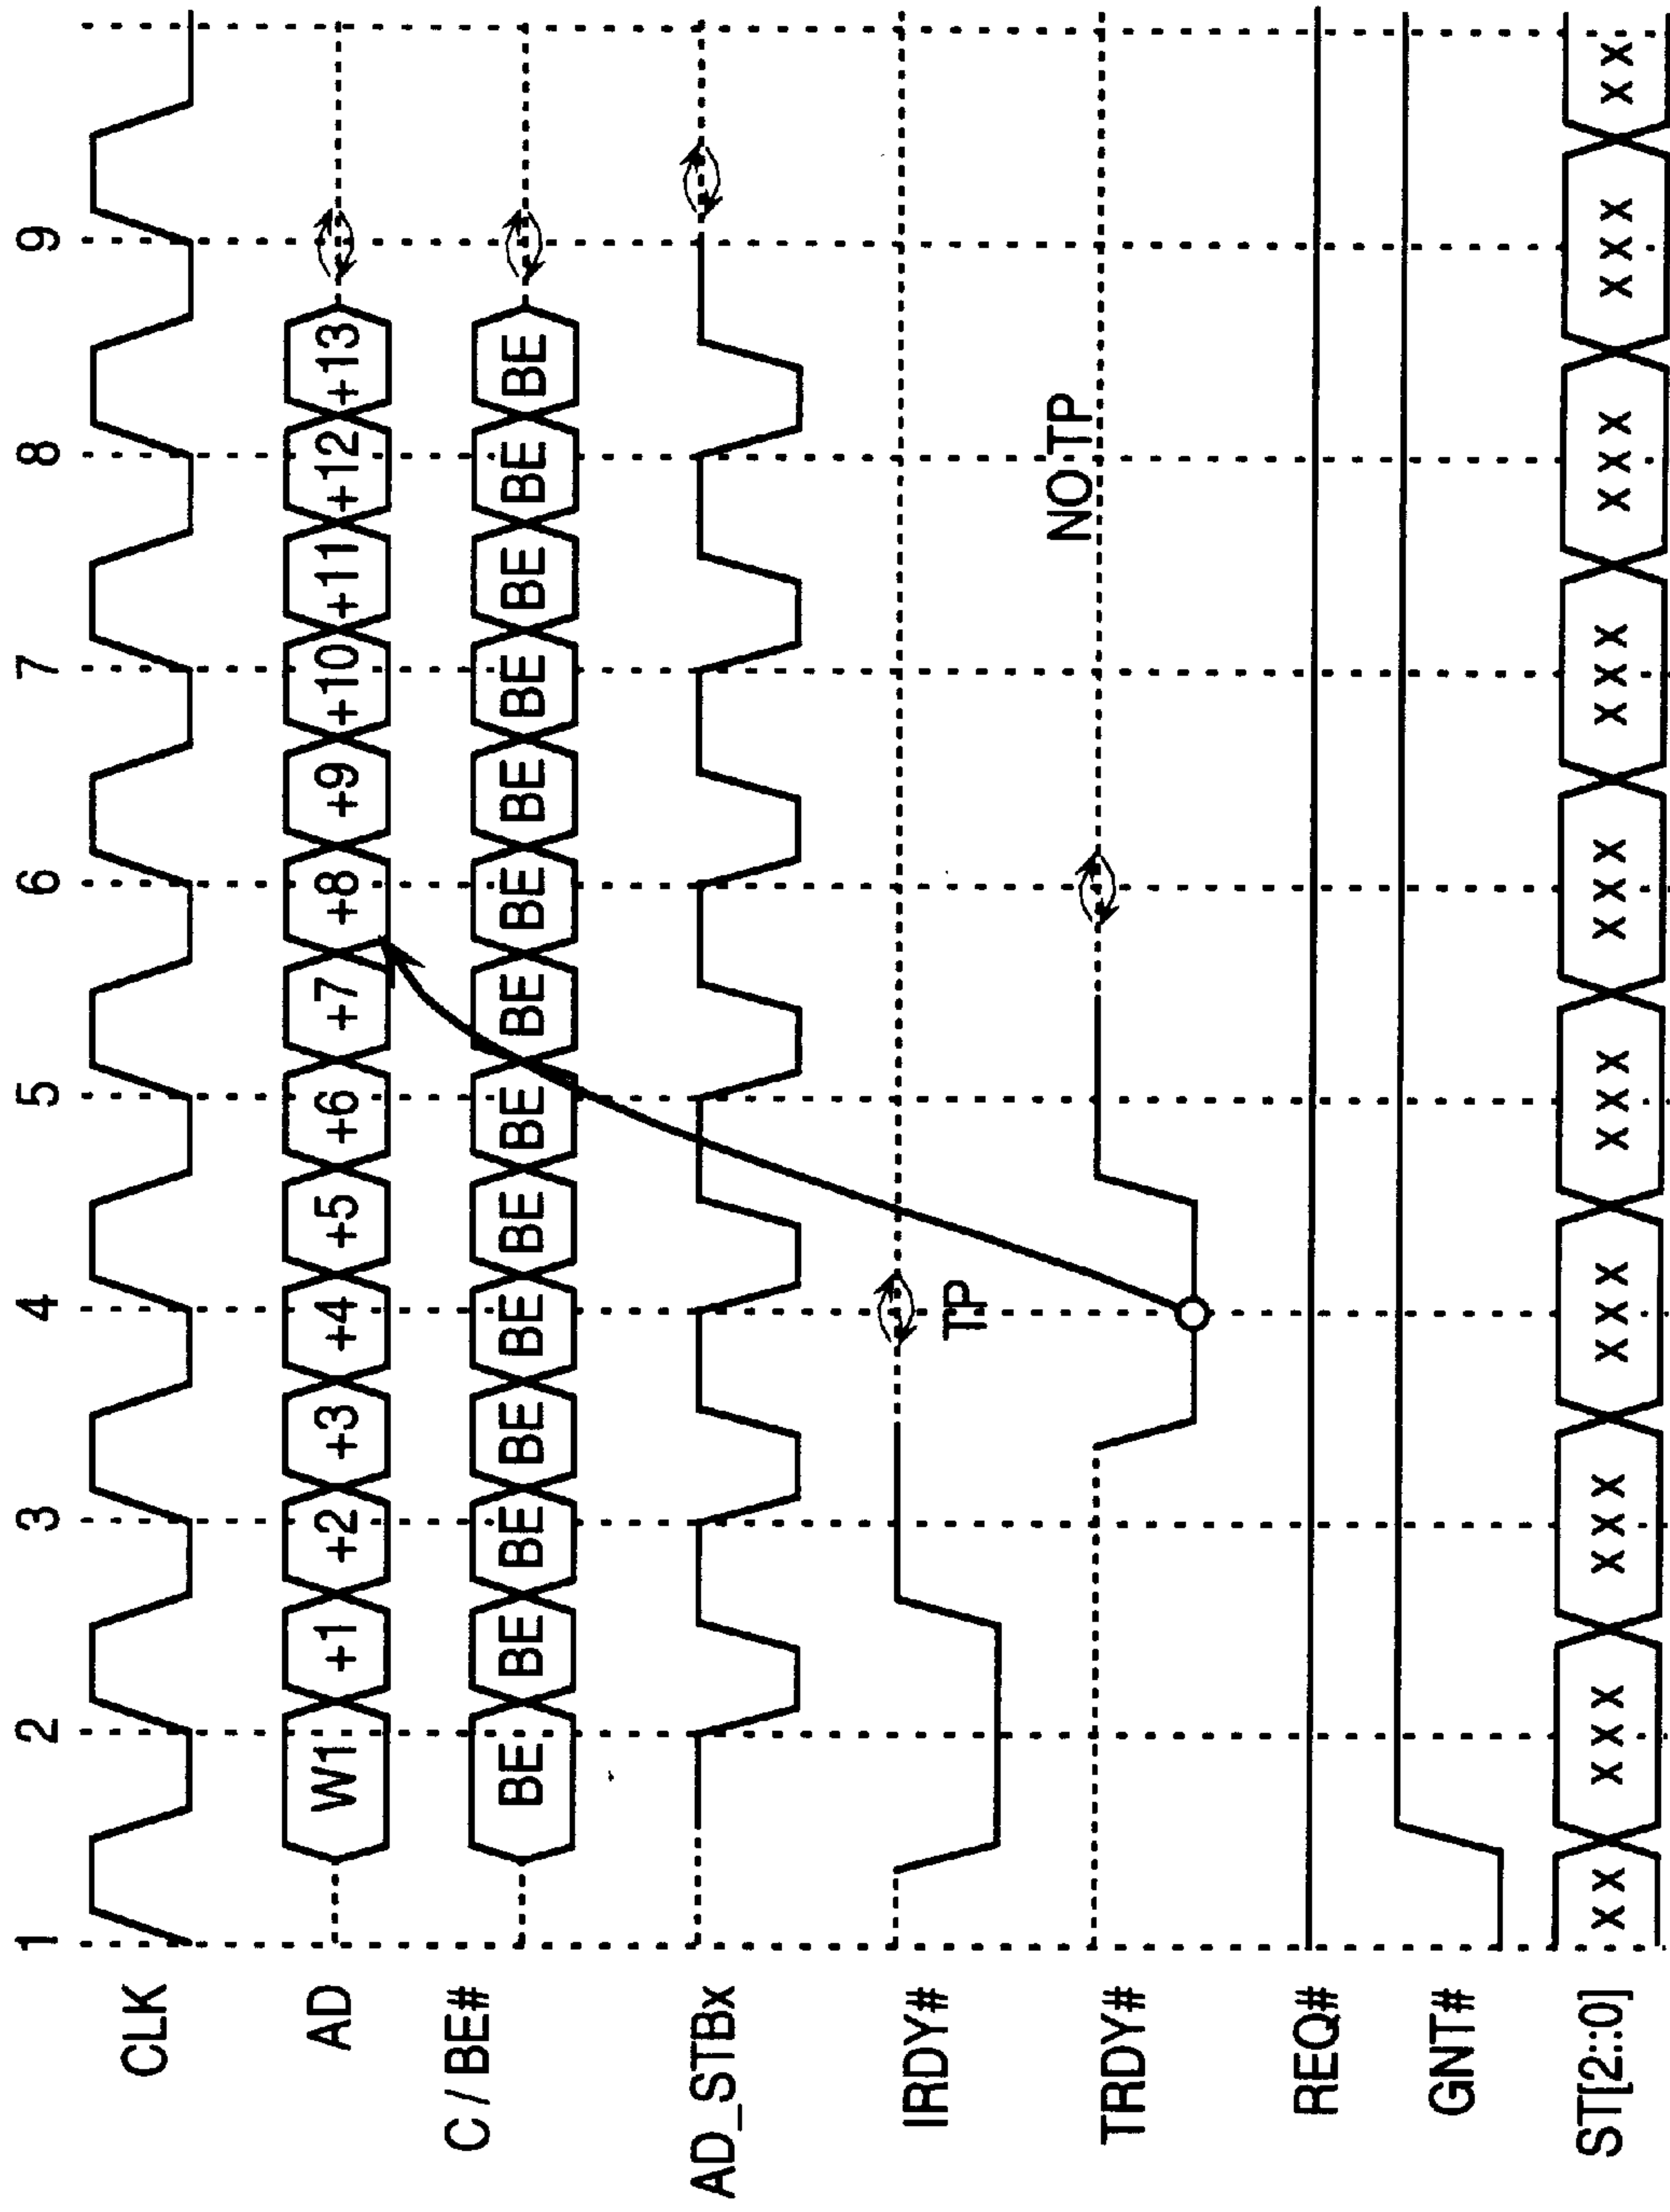 1 2 3 4 5 6 7 8 9
CLK
AD W1 +1 +2 +3 +4 +5 +6 +7 +8 +9 +10 +11 +12 +13
C / BE# BE BE BE BE BE BE BE BE BE BE BE BE BE BE
AD_STBx
IRDY#
TP NO TP
TRDY#
REQ#
GNT#
ST[2::0] XX XXX XXX XXX XXX XXX XXX XXX XXX XX